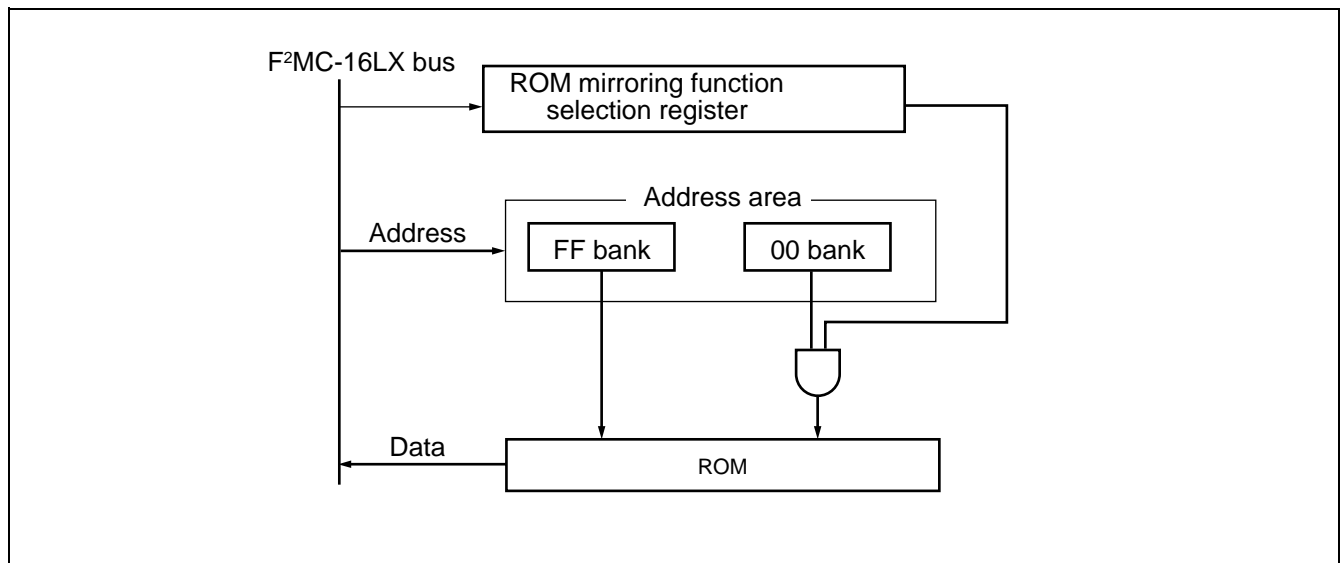 F²MC-16LX bus
ROM mirroring function
selection register
Address area
Address
FF bank
00 bank
Data
ROM